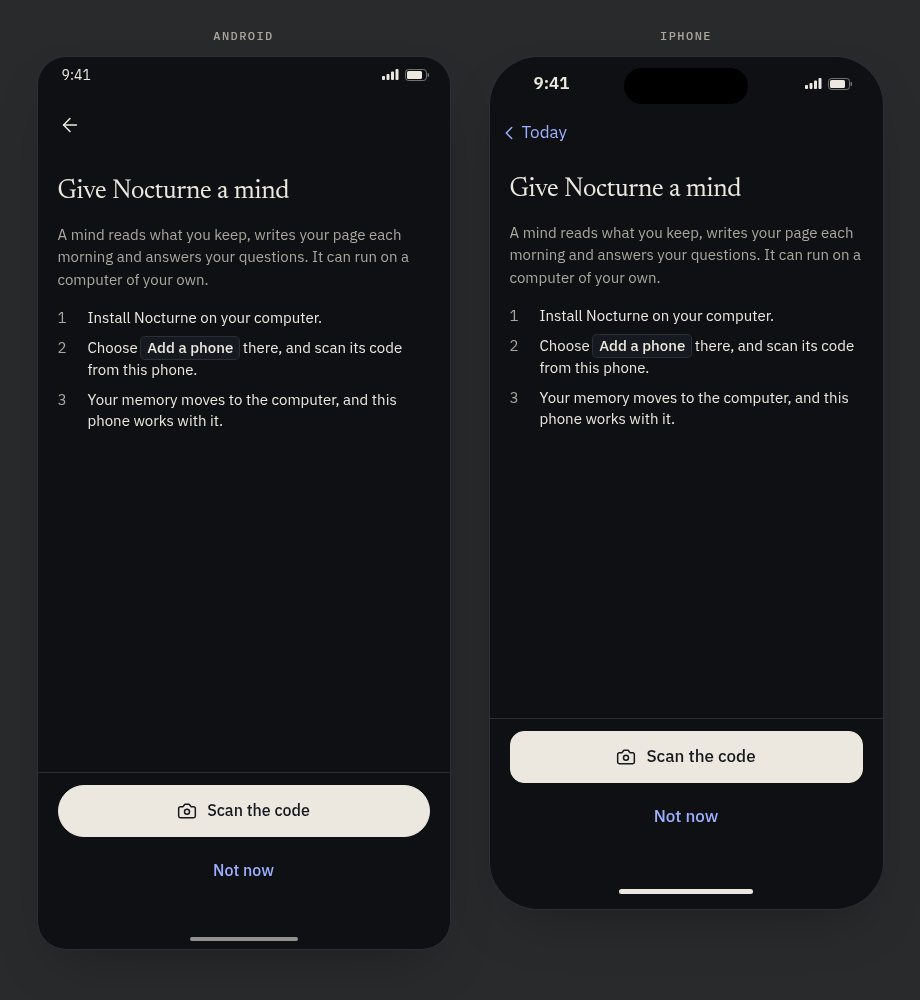 ANDROID
9:41
Give Nocturne a mind
A mind reads what you keep, writes your page each
morning and answers your questions. It can run on a
computer of your own.
1 Install Nocturne on your computer.
2 Choose Add a phone there, and scan its code
from this phone.
3 Your memory moves to the computer, and this
phone works with it.
Scan the code
Not now
IPHONE
9:41
Today
Give Nocturne a mind
A mind reads what you keep, writes your page each
morning and answers your questions. It can run on a
computer of your own.
1 Install Nocturne on your computer.
2 Choose Add a phone there, and scan its code
from this phone.
3 Your memory moves to the computer, and this
phone works with it.
Scan the code
Not now